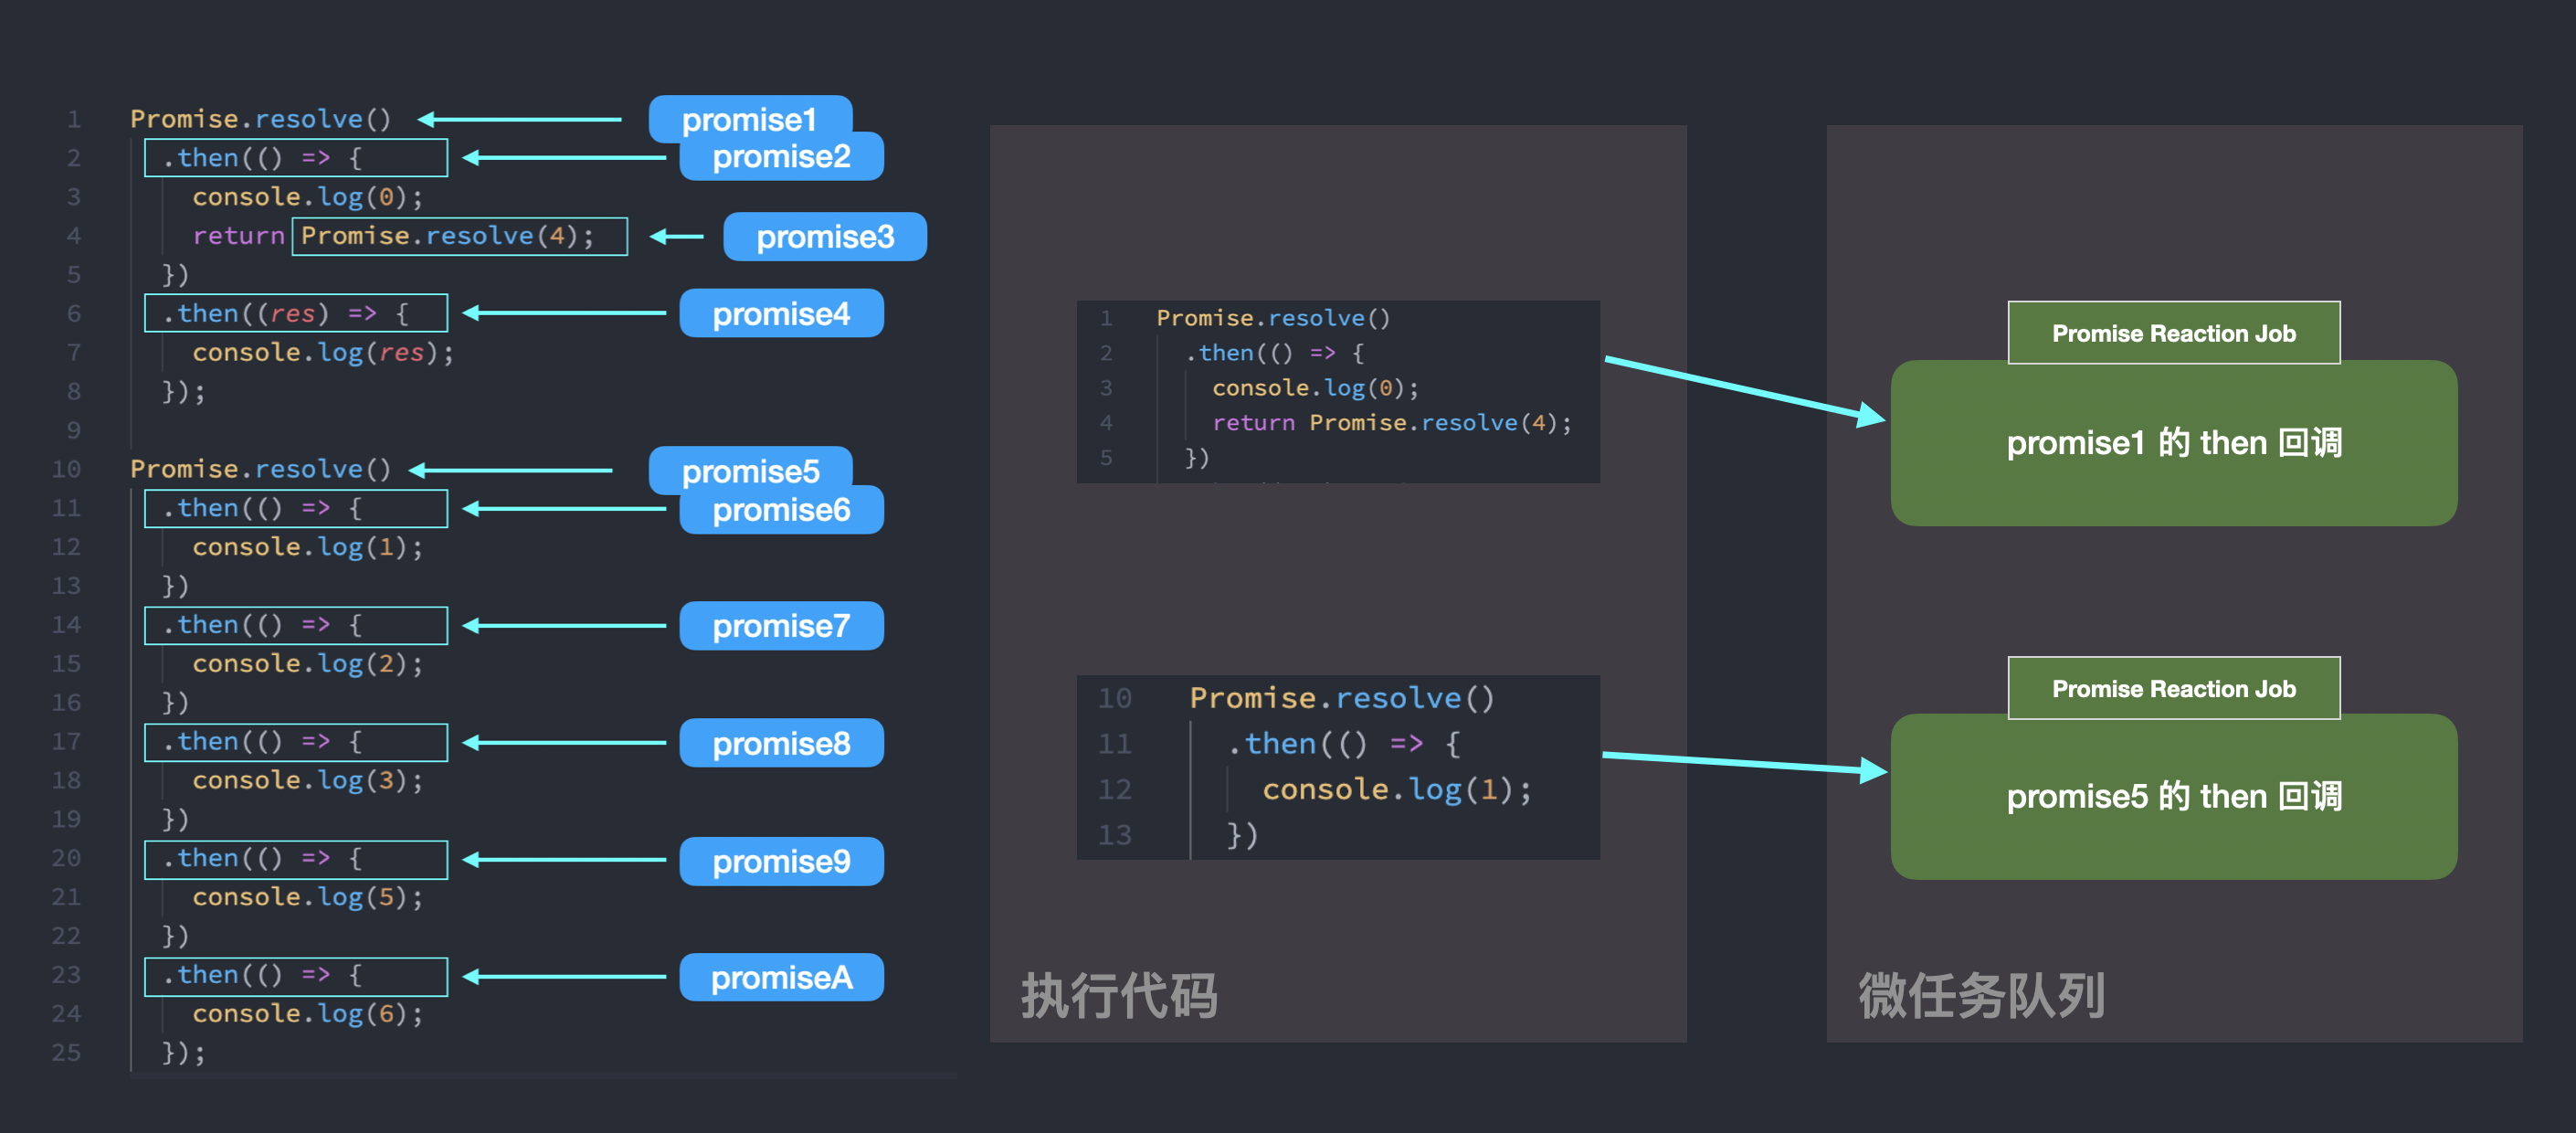 1 Promise.resolve()
2 .then(() => {
3 console.log(0);
4 return Promise.resolve(4);
5 })
6 .then((res) => {
7 console.log(res);
8 });
9
10 Promise.resolve()
11 .then(() => {
12 console.log(1);
13 })
14 .then(() => {
15 console.log(2);
16 })
17 .then(() => {
18 console.log(3);
19 })
20 .then(() => {
21 console.log(5);
22 })
23 .then(() => {
24 console.log(6);
25 });
promise1
promise2
promise3
promise4
promise5
promise6
promise7
promise8
promise9
promiseA
1 Promise.resolve()
2 .then(() => {
3 console.log(0);
4 return Promise.resolve(4);
5 })
10 Promise.resolve()
11 .then(() => {
12 console.log(1);
13 })
执行代码
Promise Reaction Job
promise1 的 then 回调
Promise Reaction Job
promise5 的 then 回调
微任务队列